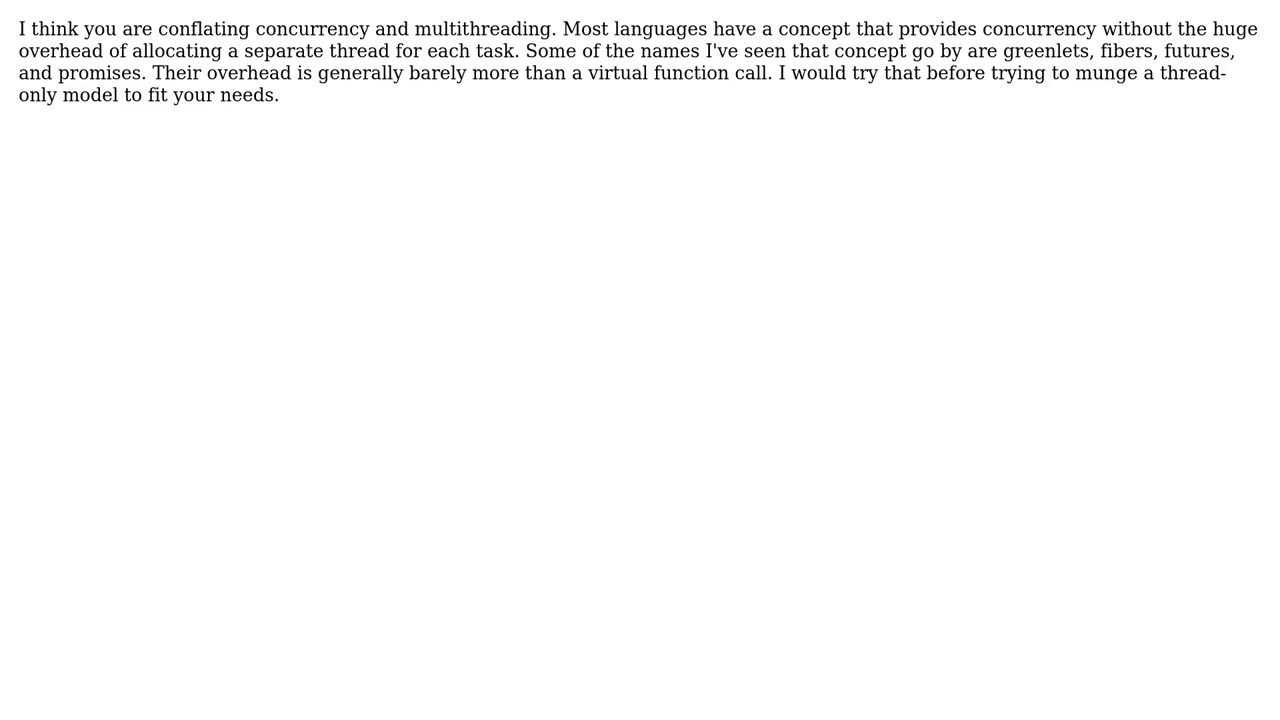 I think you are conflating concurrency and multithreading. Most languages have a concept that provides concurrency without the huge
overhead of allocating a separate thread for each task. Some of the names I've seen that concept go by are greenlets, fibers, futures,
and promises. Their overhead is generally barely more than a virtual function call. I would try that before trying to munge a thread-
only model to fit your needs.